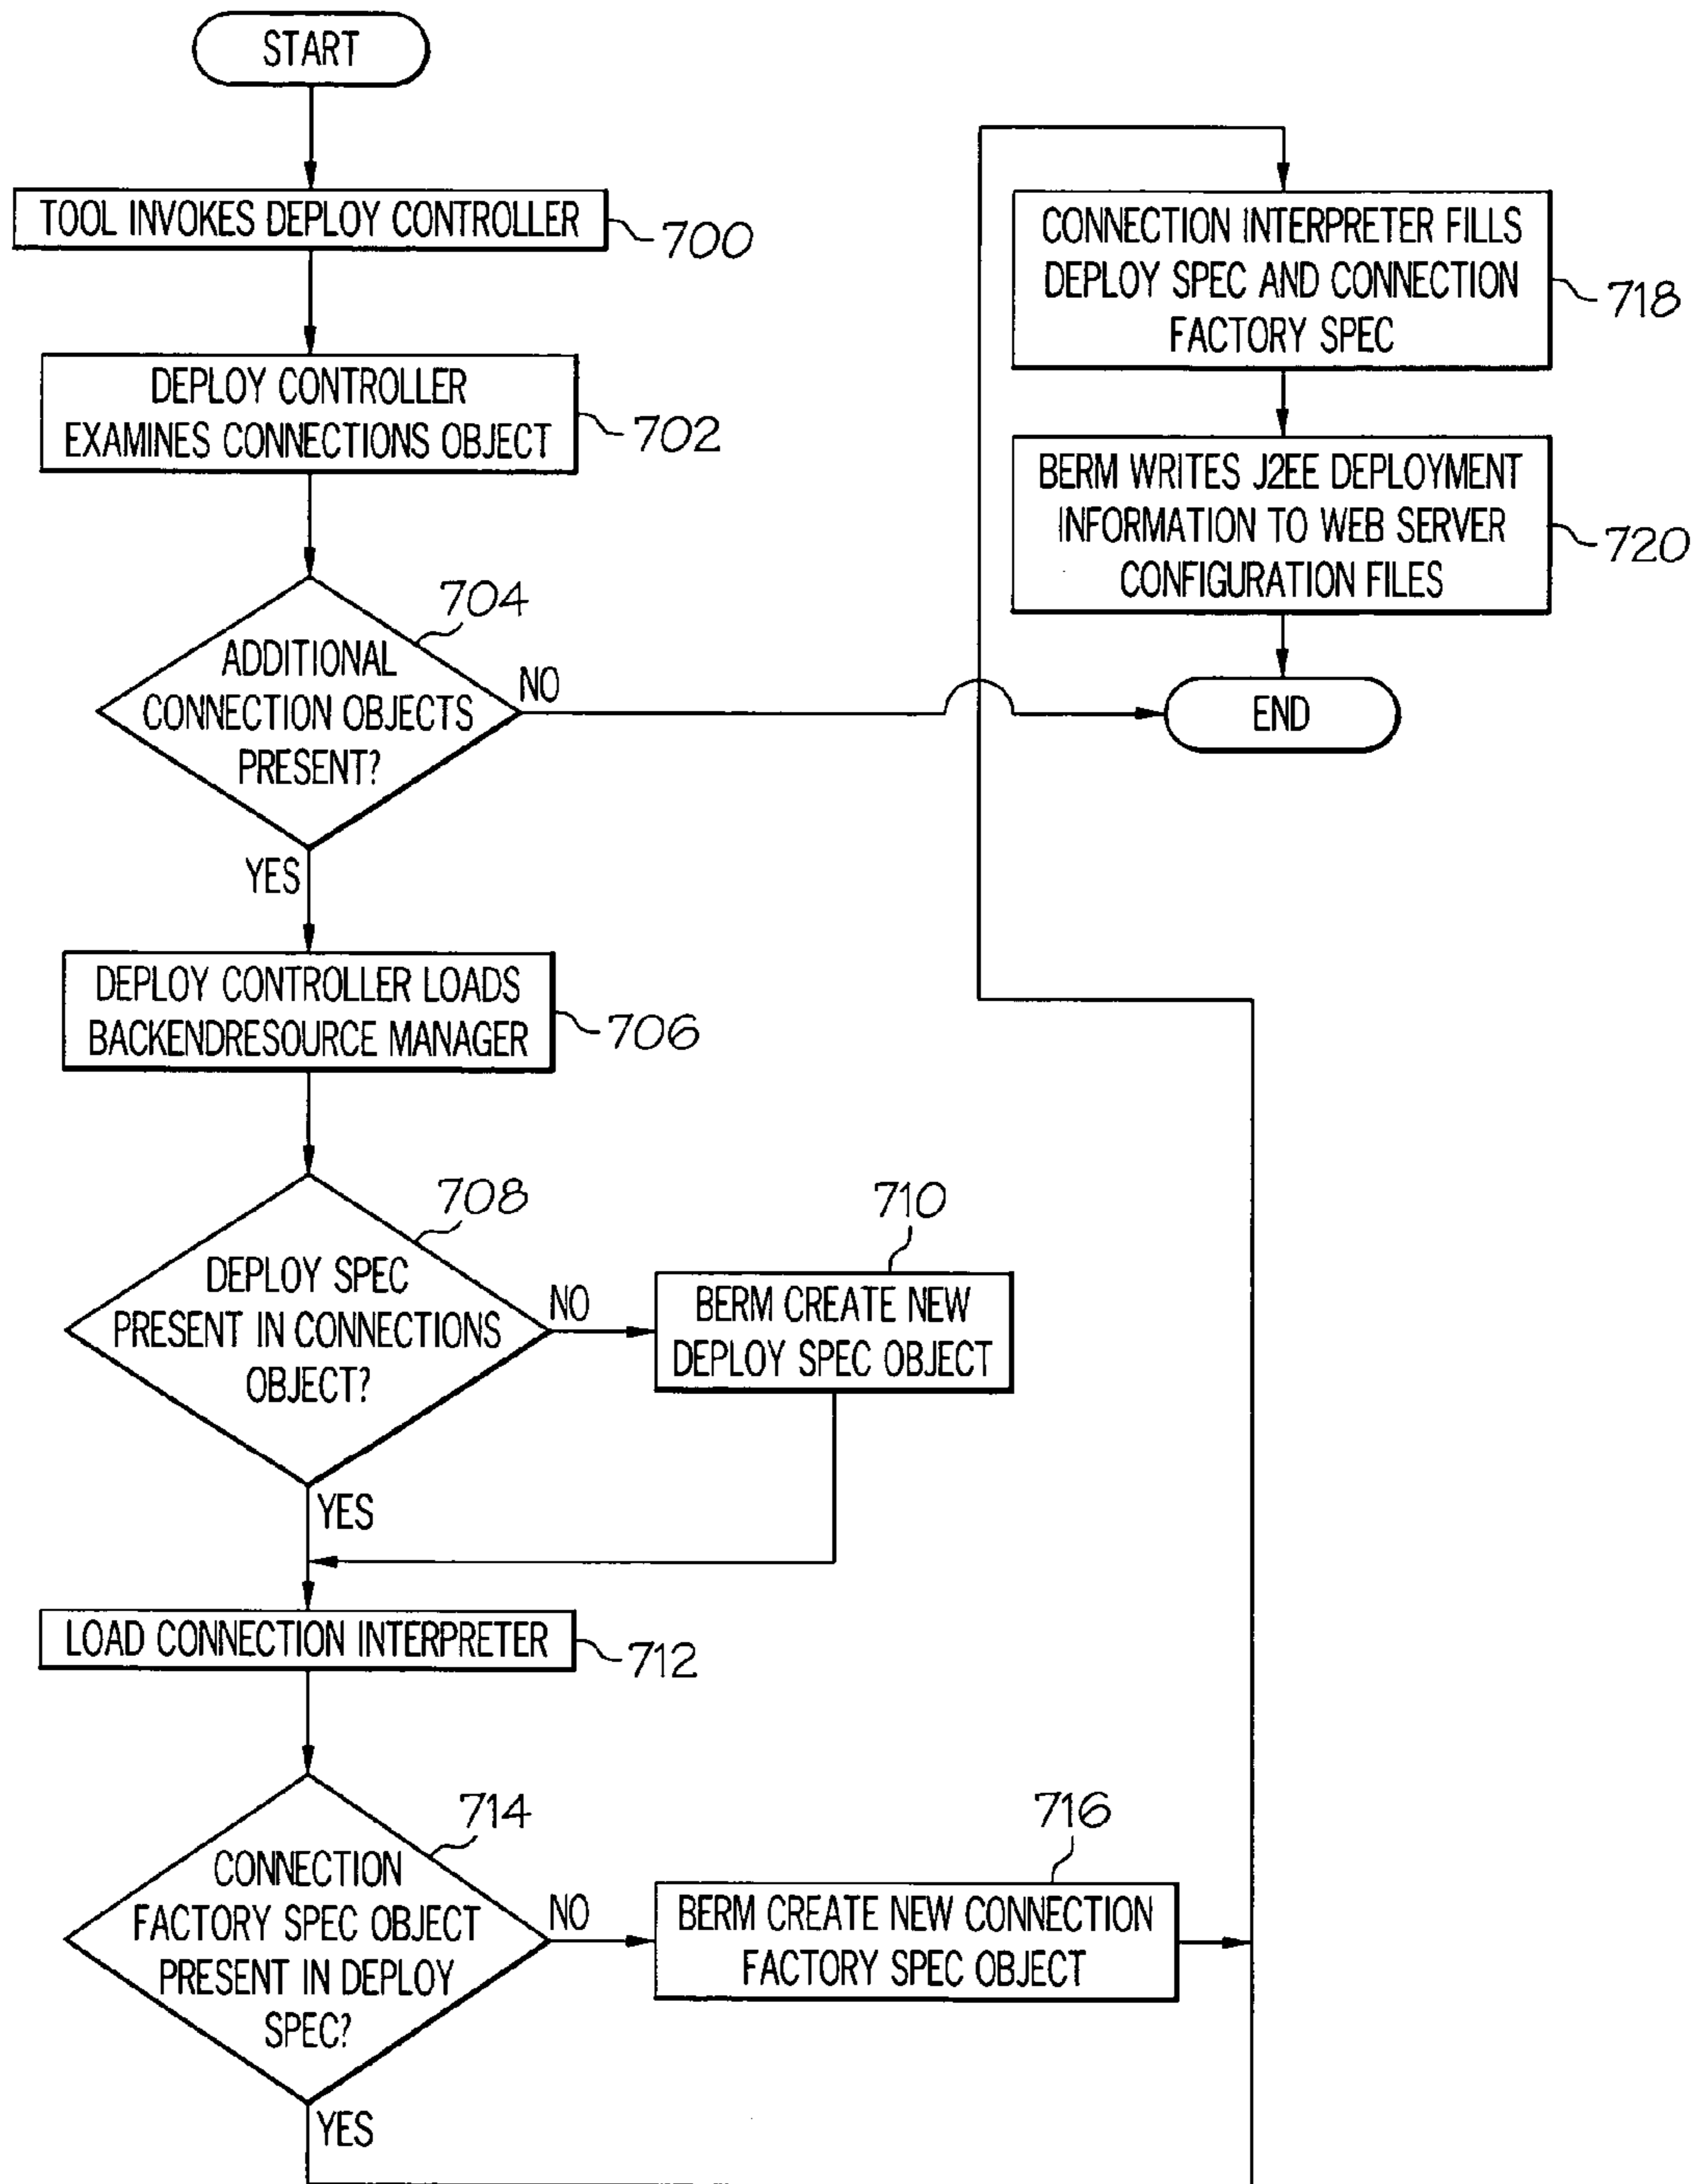 START
TOOL INVOKES DEPLOY CONTROLLER
700
DEPLOY CONTROLLER
EXAMINES CONNECTIONS OBJECT
702
704
ADDITIONAL
CONNECTION OBJECTS
PRESENT?
NO
YES
DEPLOY CONTROLLER LOADS
BACKENDRESOURCE MANAGER
706
708
DEPLOY SPEC
PRESENT IN CONNECTIONS
OBJECT?
NO
YES
710
BERM CREATE NEW
DEPLOY SPEC OBJECT
LOAD CONNECTION INTERPRETER
712
714
CONNECTION
FACTORY SPEC OBJECT
PRESENT IN DEPLOY
SPEC?
NO
YES
716
BERM CREATE NEW CONNECTION
FACTORY SPEC OBJECT
CONNECTION INTERPRETER FILLS
DEPLOY SPEC AND CONNECTION
FACTORY SPEC
718
BERM WRITES J2EE DEPLOYMENT
INFORMATION TO WEB SERVER
CONFIGURATION FILES
720
END